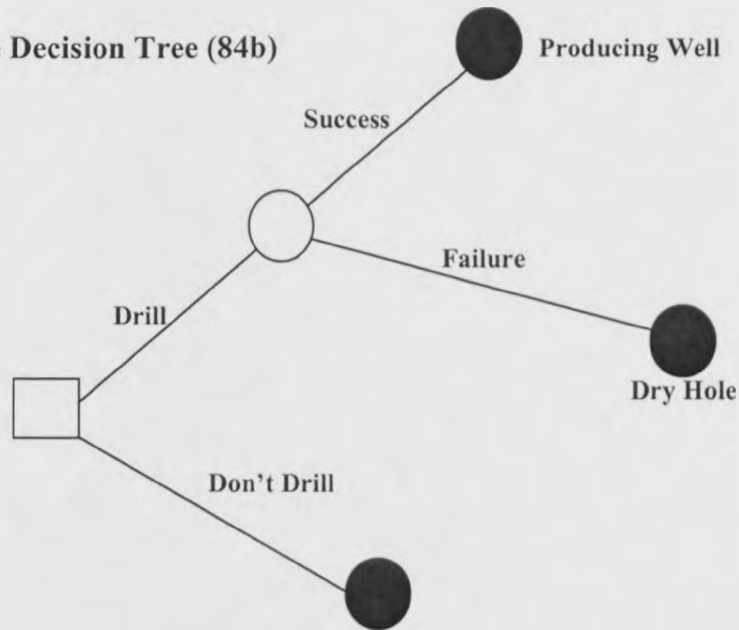 Decision Tree (84b)
Producing Well
Success
Failure
Drill
Dry Hole
Don't Drill